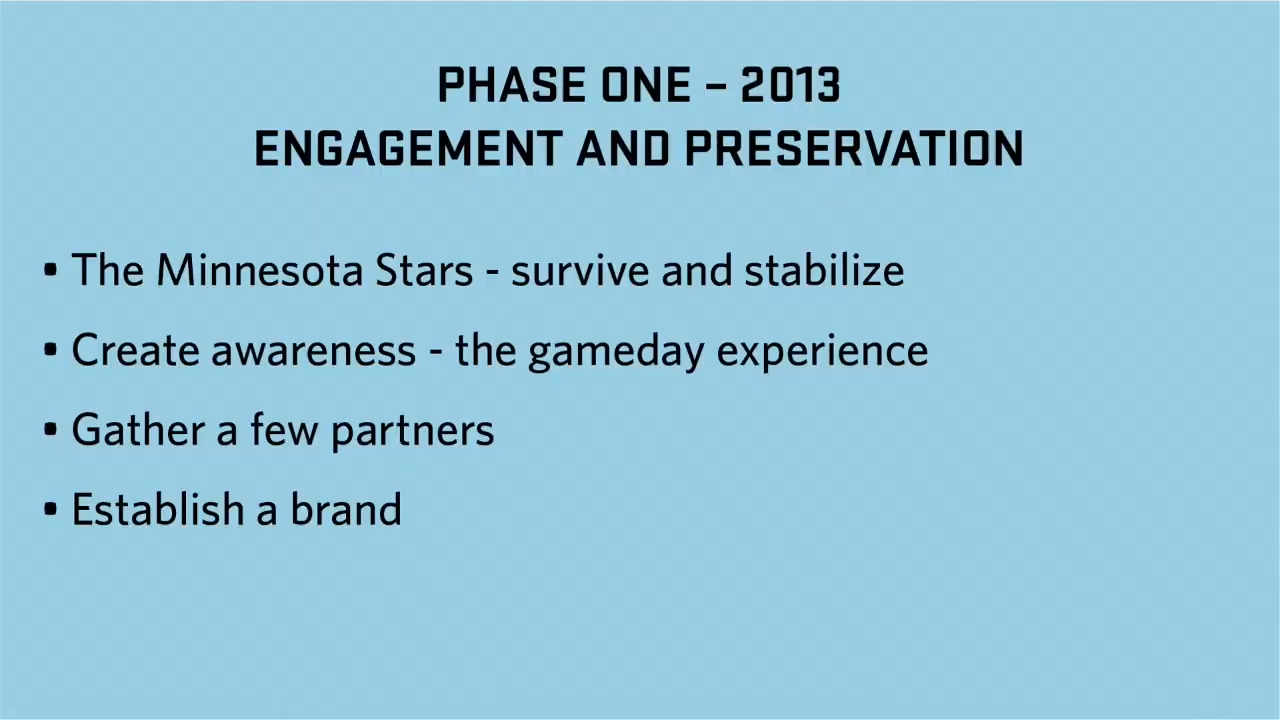 PHASE ONE – 2013
ENGAGEMENT AND PRESERVATION
• The Minnesota Stars - survive and stabilize
• Create awareness - the gameday experience
• Gather a few partners
• Establish a brand